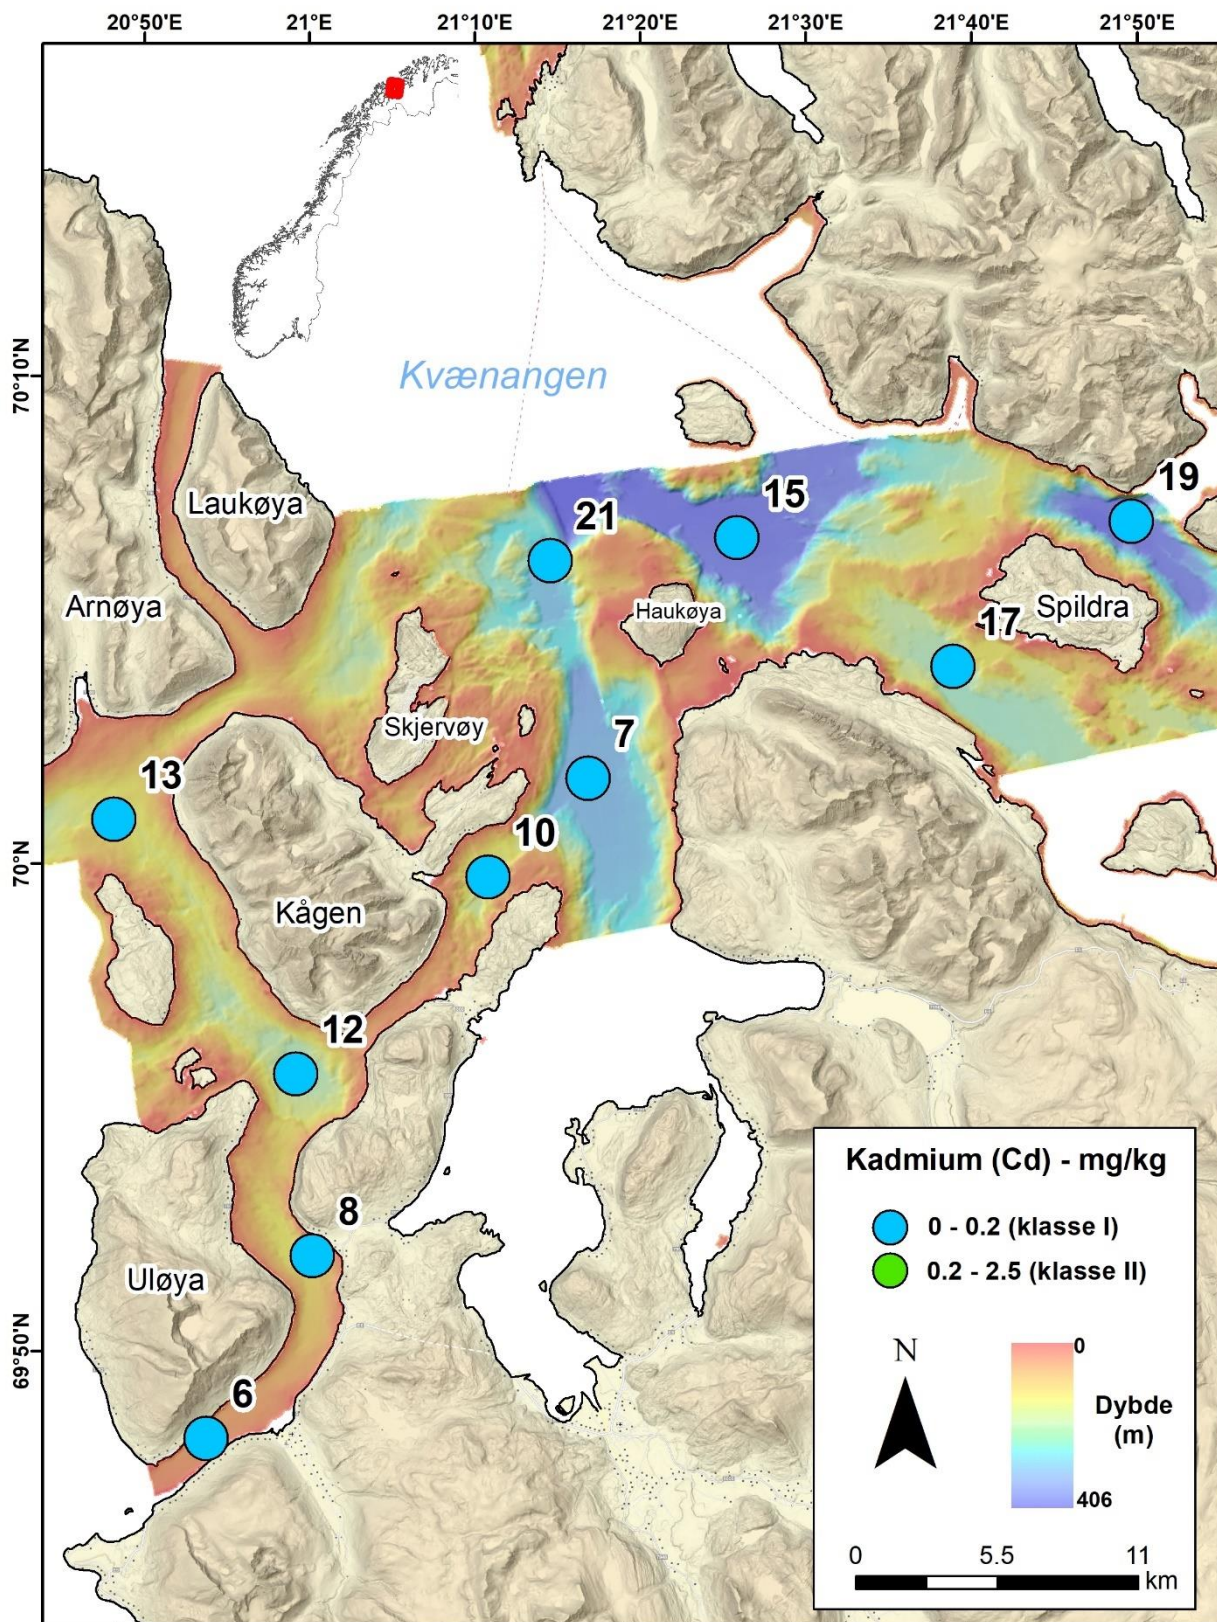 20°50'E
21°E
21°10'E
21°20'E
21°30'E
21°40'E
21°50'E
70°10'N
70°N
69°50'N
Kvænangen
Laukøya
Arnøya
Haukøya
Spildra
Skjervøy
Kågen
Uløya
19
15
21
17
7
13
10
12
8
6
Kadmium (Cd) - mg/kg
0 - 0.2 (klasse I)
0.2 - 2.5 (klasse II)
N
0
Dybde
(m)
406
0 5.5 11
km